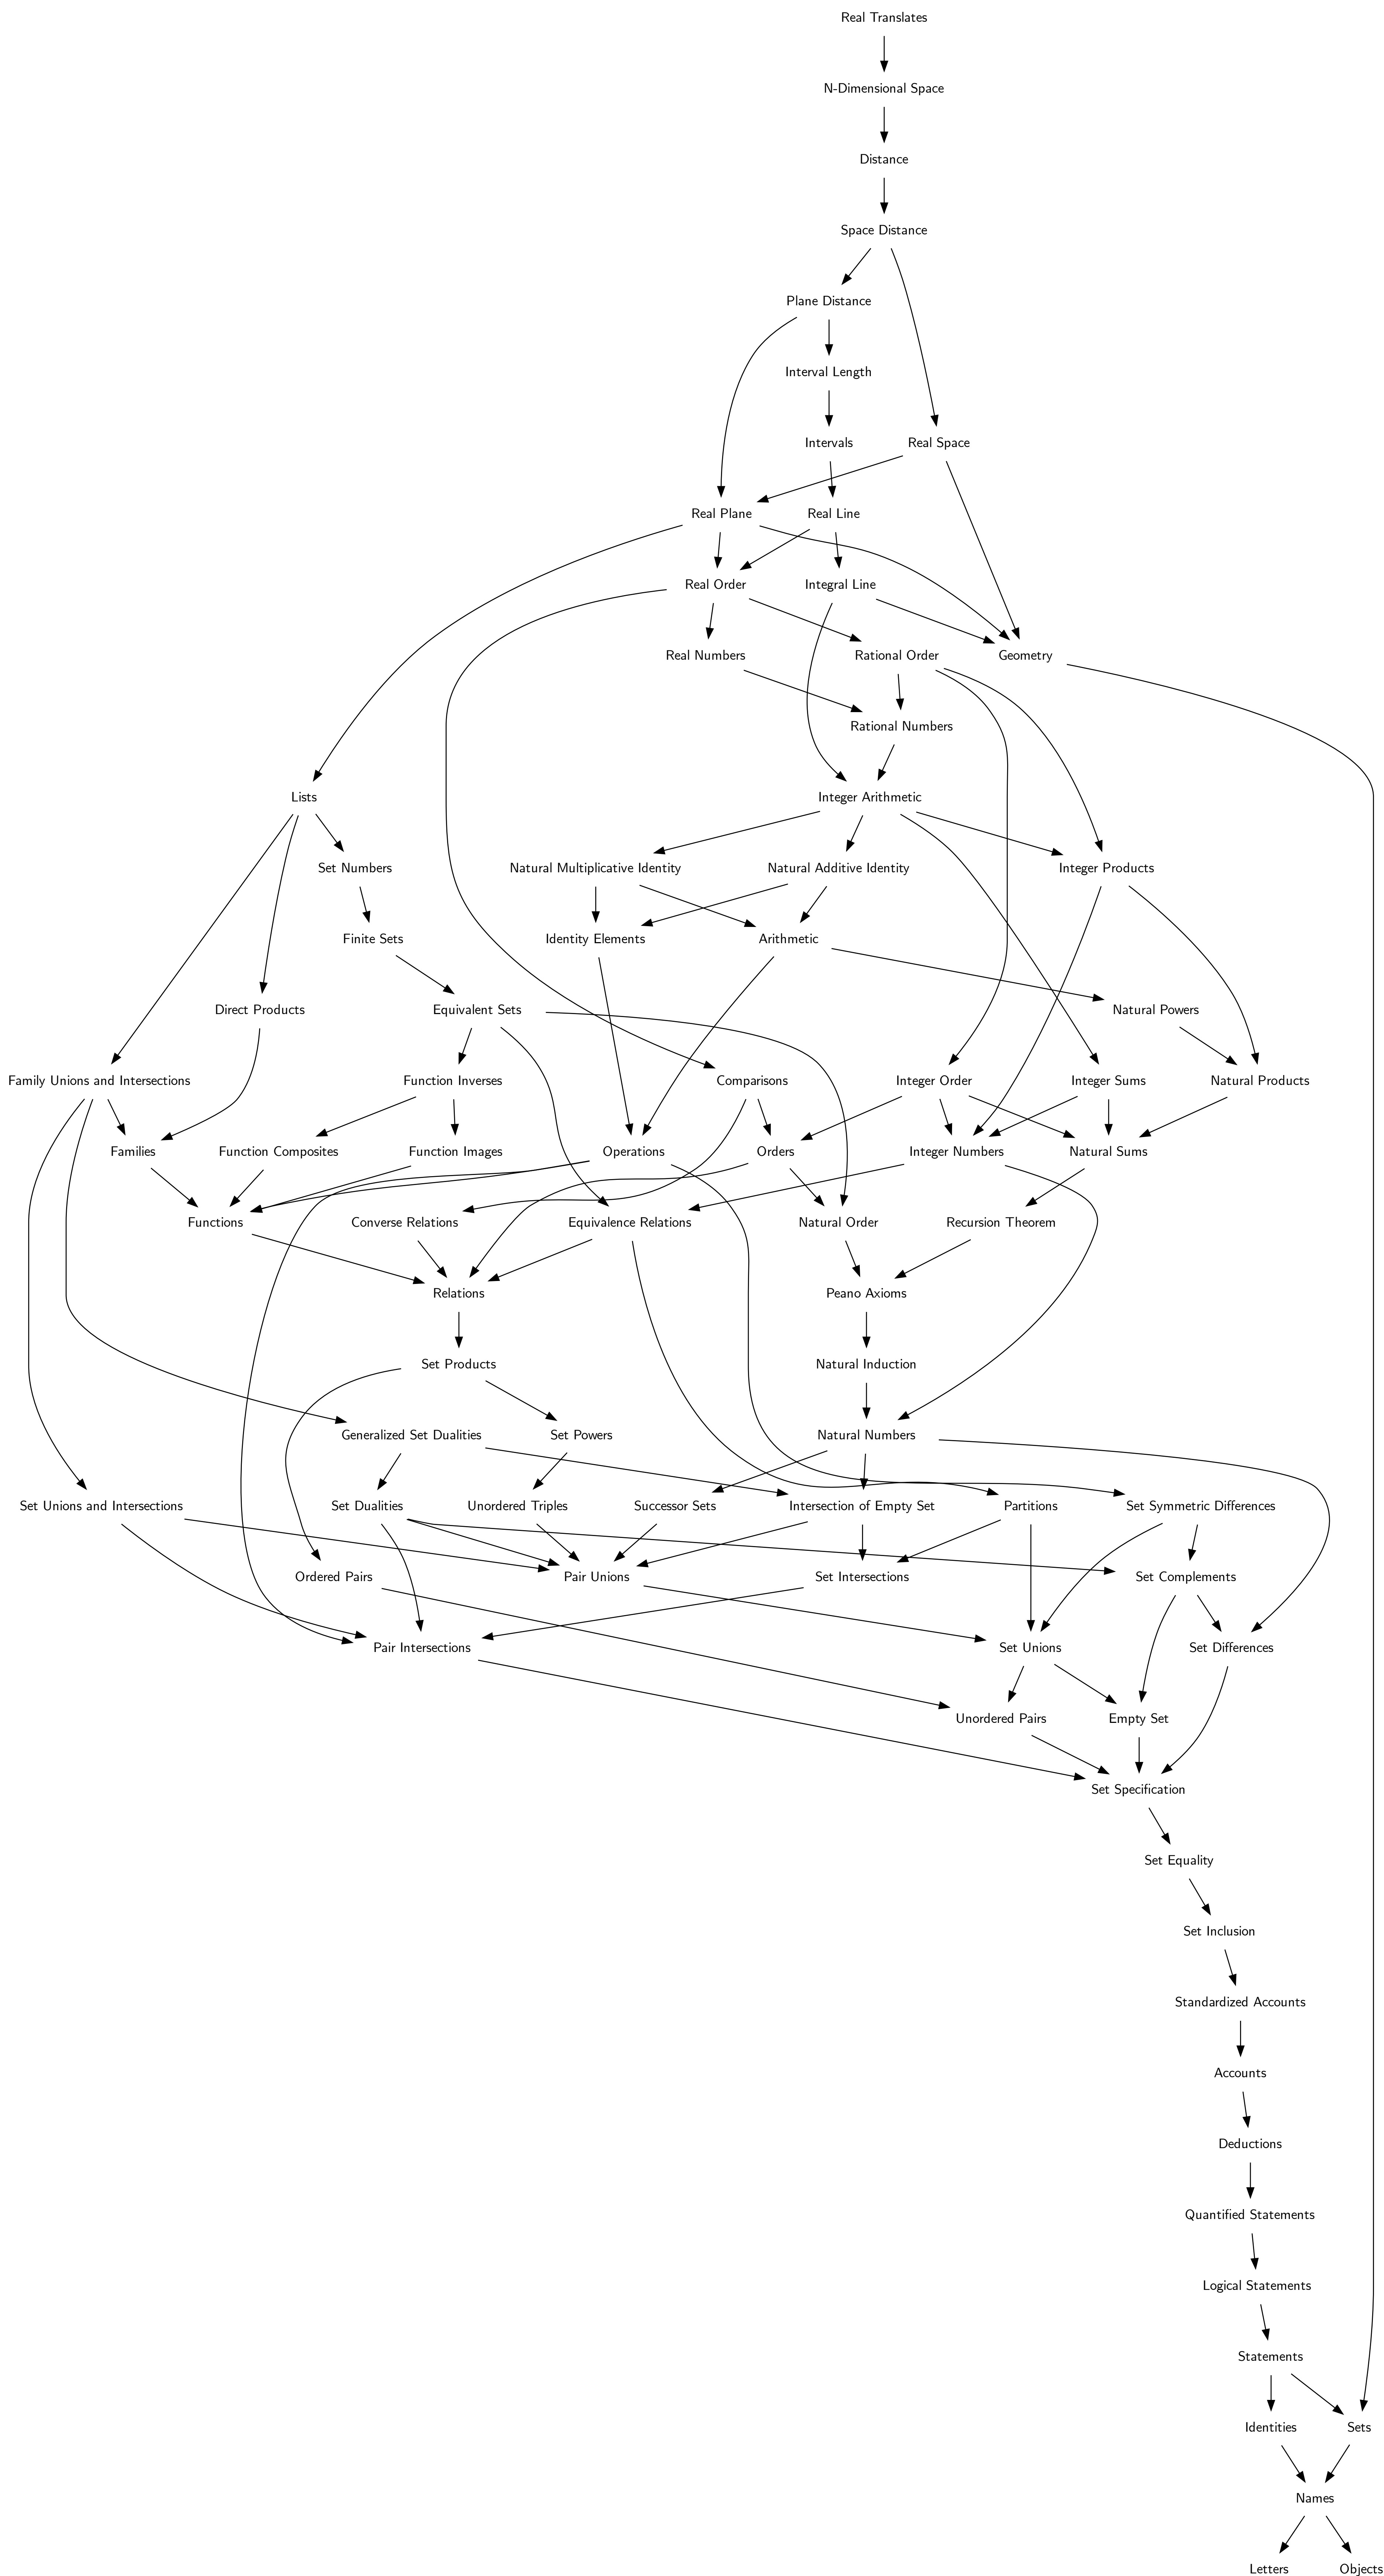 Real Translates
N-Dimensional Space
Distance
Space Distance
Plane Distance
Interval Length
Intervals
Real Space
Real Plane
Real Line
Real Order
Integral Line
Real Numbers
Rational Order
Geometry
Rational Numbers
Lists
Integer Arithmetic
Set Numbers
Natural Multiplicative Identity
Natural Additive Identity
Integer Products
Finite Sets
Identity Elements
Arithmetic
Direct Products
Equivalent Sets
Natural Powers
Family Unions and Intersections
Function Inverses
Comparisons
Integer Order
Integer Sums
Natural Products
Families
Function Composites
Function Images
Operations
Orders
Integer Numbers
Natural Sums
Functions
Converse Relations
Equivalence Relations
Natural Order
Recursion Theorem
Relations
Peano Axioms
Set Products
Natural Induction
Generalized Set Dualities
Set Powers
Natural Numbers
Set Unions and Intersections
Set Dualities
Unordered Triples
Successor Sets
Intersection of Empty Set
Partitions
Set Symmetric Differences
Ordered Pairs
Pair Unions
Set Intersections
Set Complements
Pair Intersections
Set Unions
Set Differences
Unordered Pairs
Empty Set
Set Specification
Set Equality
Set Inclusion
Standardized Accounts
Accounts
Deductions
Quantified Statements
Logical Statements
Statements
Identities
Sets
Names
Letters
Objects